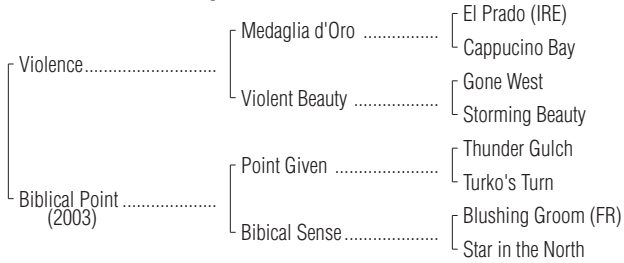 El Prado (IRE)
Medaglia d'Oro ................
Cappucino Bay
Violence............................
Gone West
Violent Beauty ..................
Storming Beauty
Thunder Gulch
Point Given ......................
Turko's Turn
Biblical Point ....................
(2003)
Blushing Groom (FR)
Bibical Sense....................
Star in the North